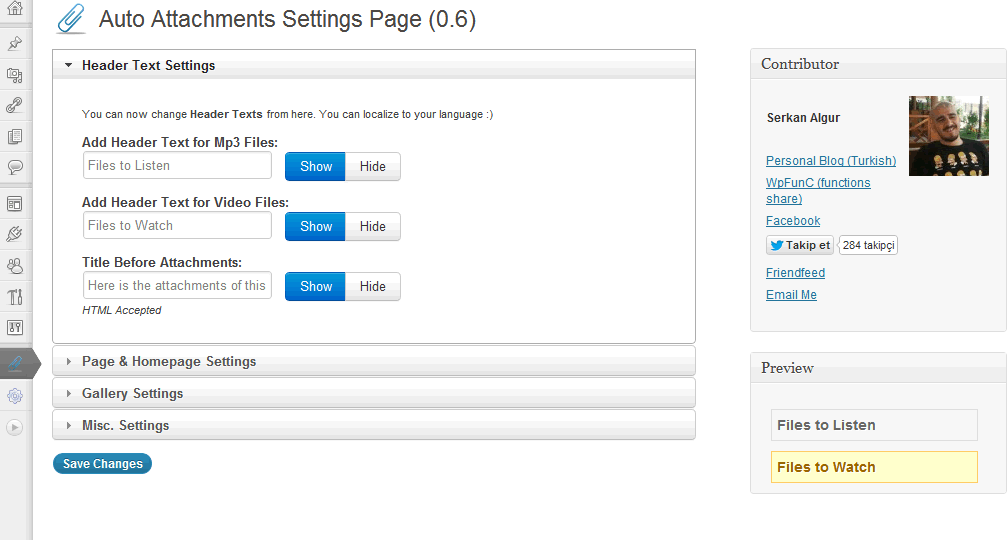 Auto Attachments Settings Page (0.6)
Header Text Settings
You can now change Header Texts from here. You can localize to your language :)
Add Header Text for Mp3 Files:
Files to Listen
Show
Hide
Add Header Text for Video Files:
Files to Watch
Show
Hide
Title Before Attachments:
Here is the attachments of this
Show
Hide
HTML Accepted
Page & Homepage Settings
Gallery Settings
Misc. Settings
Save Changes
Contributor
Serkan Algur
Personal Blog (Turkish)
WpFunC (functions
share)
Facebook
Takip et
284 takipçi
Friendfeed
Email Me
Preview
Files to Listen
Files to Watch